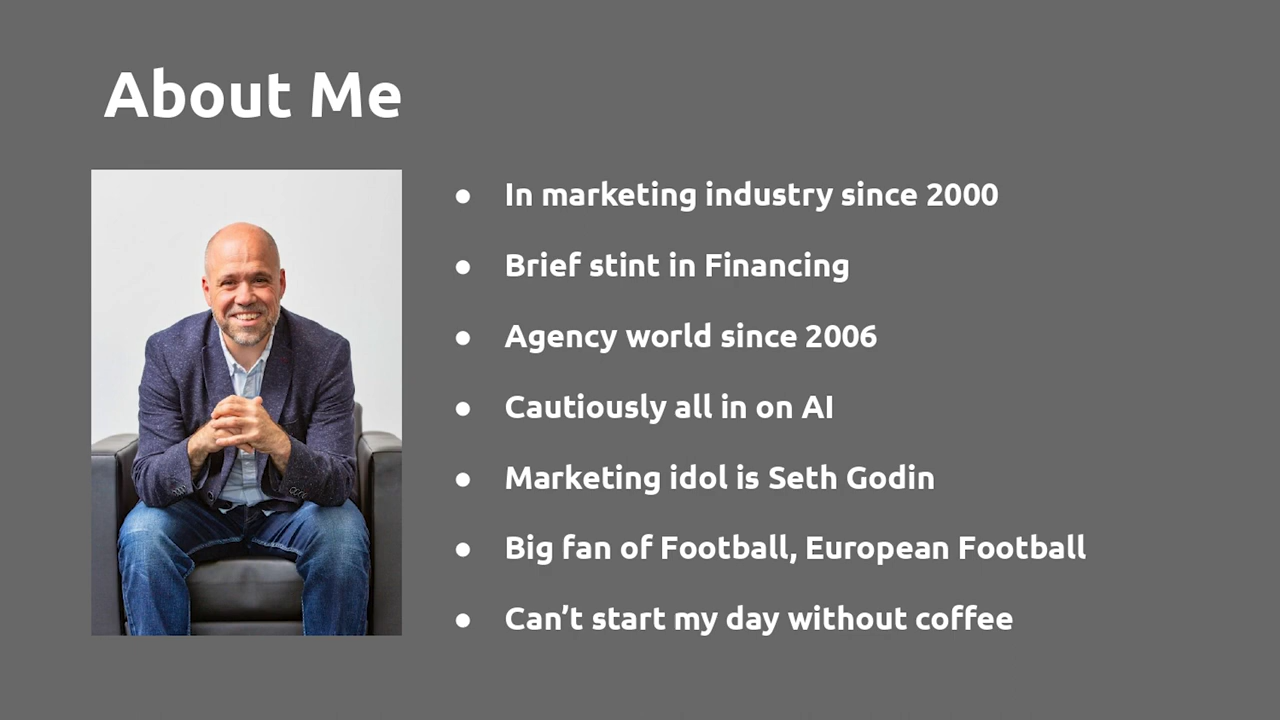 About Me
● In marketing industry since 2000
● Brief stint in Financing
● Agency world since 2006
● Cautiously all in on AI
● Marketing idol is Seth Godin
● Big fan of Football, European Football
● Can’t start my day without coffee